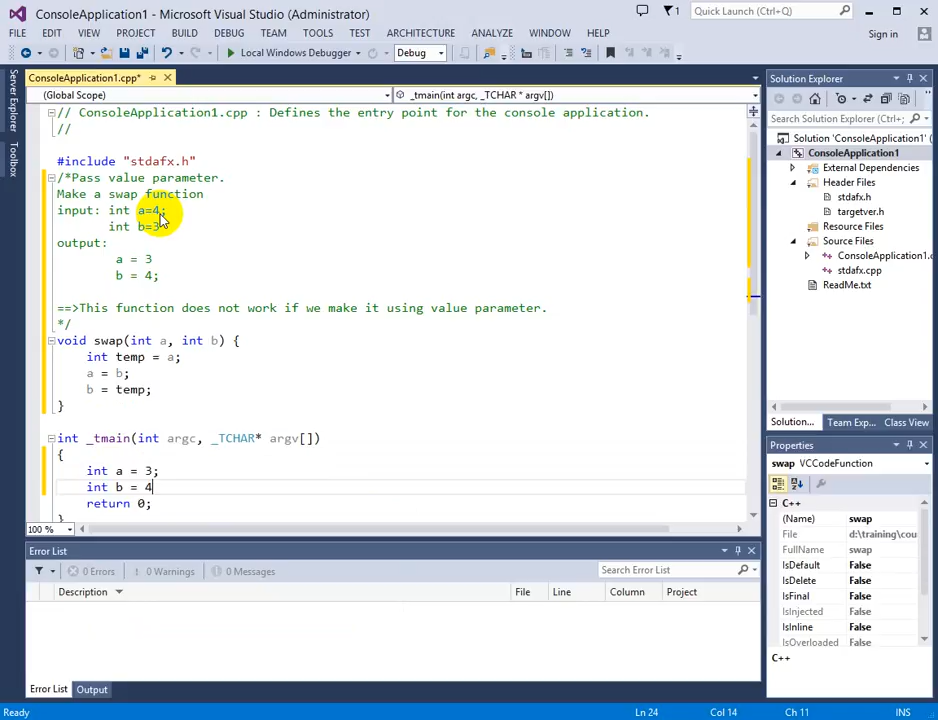 ConsoleApplication1 - Microsoft Visual Studio (Administrator)
1
Quick Launch (Ctrl+Q)
FILE EDIT VIEW PROJECT BUILD DEBUG TEAM TOOLS TEST ARCHITECTURE ANALYZE WINDOW HELP
Sign in
Local Windows Debugger
Debug
Server Explorer
Toolbox
ConsoleApplication1.cpp*
(Global Scope)
_tmain(int argc, _TCHAR * argv[])
// ConsoleApplication1.cpp : Defines the entry point for the console application.
//
#include "stdafx.h"
/*Pass value parameter.
Make a swap function
input: int a=4;
int b=3
output:
a = 3
b = 4;
==>This function does not work if we make it using value parameter.
*/
void swap(int a, int b) {
int temp = a;
a = b;
b = temp;
}
int _tmain(int argc, _TCHAR* argv[])
{
int a = 3;
int b = 4
return 0;
}
100 %
Solution Explorer
Search Solution Explorer (Ctrl+;
Solution 'ConsoleApplication1'
ConsoleApplication1
External Dependencies
Header Files
stdafx.h
targetver.h
Resource Files
Source Files
ConsoleApplication1.c
stdafx.cpp
ReadMe.txt
Solution... Team Exp... Class View
Properties
swap VCCodeFunction
C++
(Name) swap
File d:\training\cou
FullName swap
IsDefault False
IsDelete False
IsFinal False
IsInjected False
IsInline False
IsOverloaded False
C++
Error List
0 Errors
0 Warnings
0 Messages
Search Error List
Description
File
Line
Column
Project
Error List Output
Ready
Ln 24
Col 14
Ch 11
INS